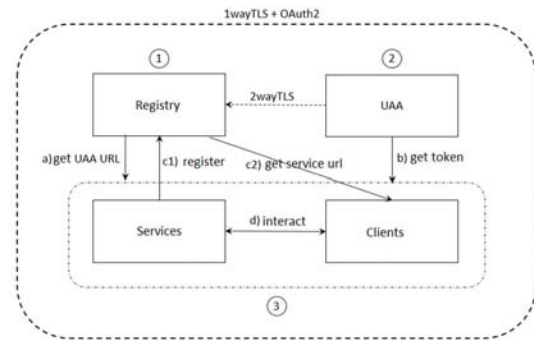 1wayTLS + OAuth2
1
2
Registry
2wayTLS
UAA
a)get UAA URL
c1) register
c2) get service url
b) get token
Services
d) interact
Clients
3